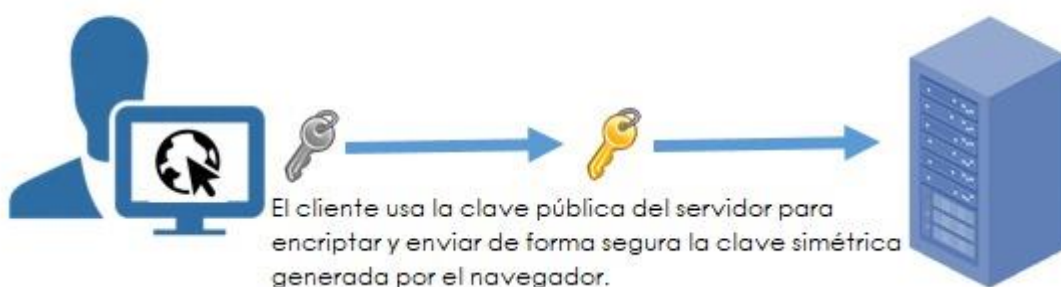 El cliente usa la clave pública del servidor para
encriptar y enviar de forma segura la clave simétrica
generada por el navegador.